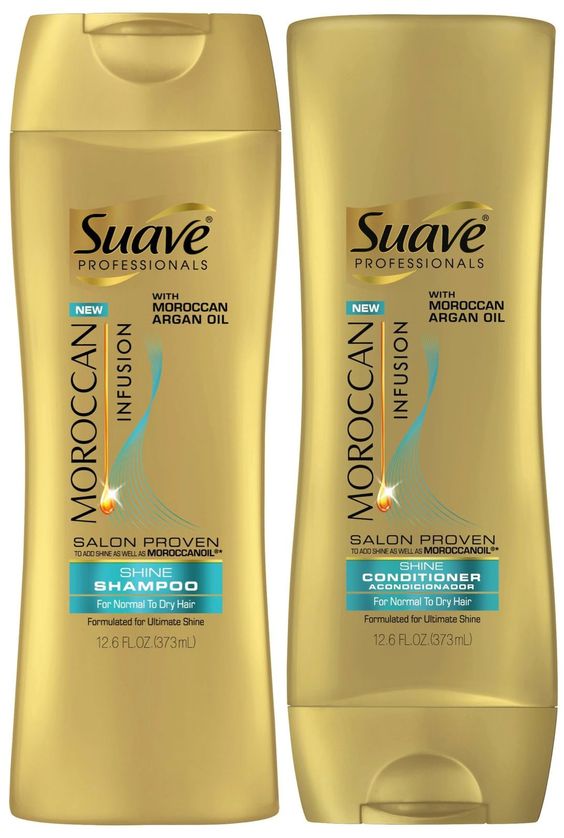 Suave®
PROFESSIONALS
NEW
WITH
MOROCCAN
ARGAN OIL
MOROCCAN
INFUSION
SALON PROVEN
TO ADD SHINE AS WELL AS MOROCCANOIL®*
SHINE
SHAMPOO
For Normal To Dry Hair
Formulated for Ultimate Shine
12.6 FL.OZ.(373mL)
Suave®
PROFESSIONALS
NEW
WITH
MOROCCAN
ARGAN OIL
MOROCCAN
INFUSION
SALON PROVEN
TO ADD SHINE AS WELL AS MOROCCANOIL®*
SHINE
CONDITIONER
ACONDICIONADOR
For Normal To Dry Hair
Formulated for Ultimate Shine
12.6 FL.OZ.(373mL)